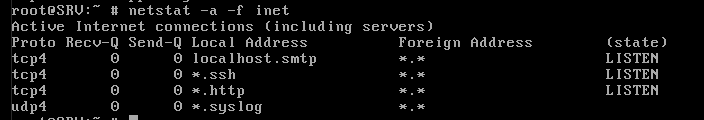 root@SRV:~ # netstat -a -f inet
Active Internet connections (including servers)
Proto Recv-Q Send-Q Local Address          Foreign Address        (state)
tcp4       0      0 localhost.smtp         *.*                    LISTEN
tcp4       0      0 *.ssh                  *.*                    LISTEN
tcp4       0      0 *.http                 *.*                    LISTEN
udp4       0      0 *.syslog               *.*
root@SRV:~ #